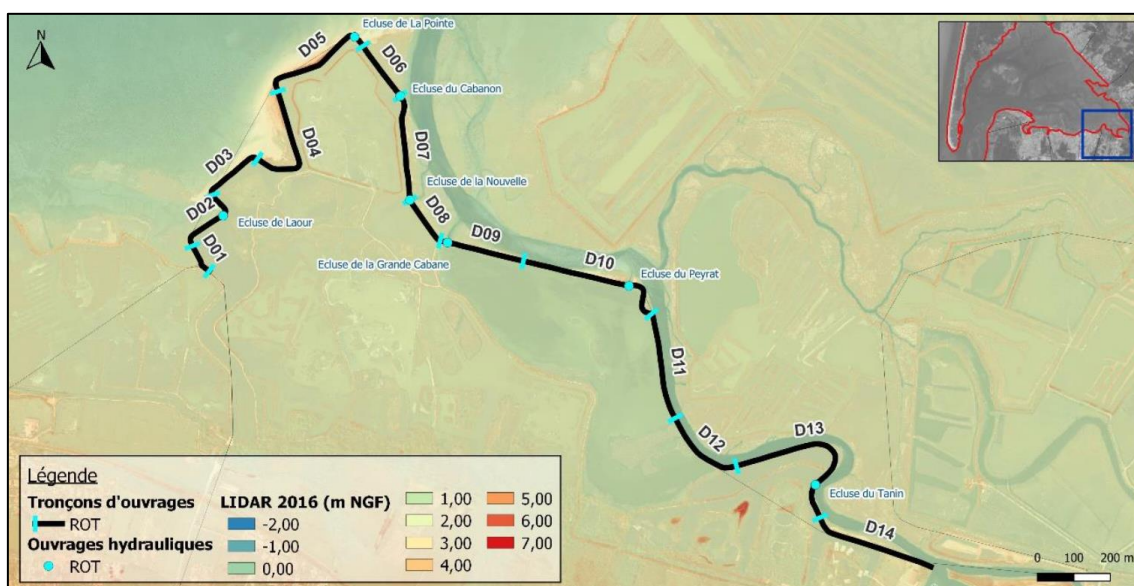 Ecluse de La Pointe
N
D05
D06
Ecluse du Cabanon
D04
D07
D03
Ecluse de la Nouvelle
D02
Ecluse de Laour
D08
D09
D01
Ecluse de la Grande Cabane
D10
Ecluse du Peyrat
D11
D12
D13
Ecluse du Tanin
D14
Légende
Tronçons d'ouvrages
ROT
Ouvrages hydrauliques
ROT
LIDAR 2016 (m NGF)
-2,00
-1,00
0,00
1,00
2,00
3,00
4,00
5,00
6,00
7,00
0 100 200 m